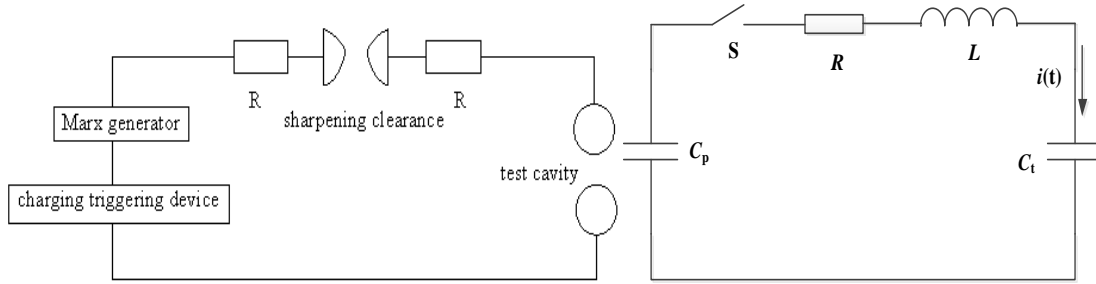 R
R
sharpening clearance
Marx generator
charging triggering device
test cavity
S
R
L
i(t)
Cp
Ct